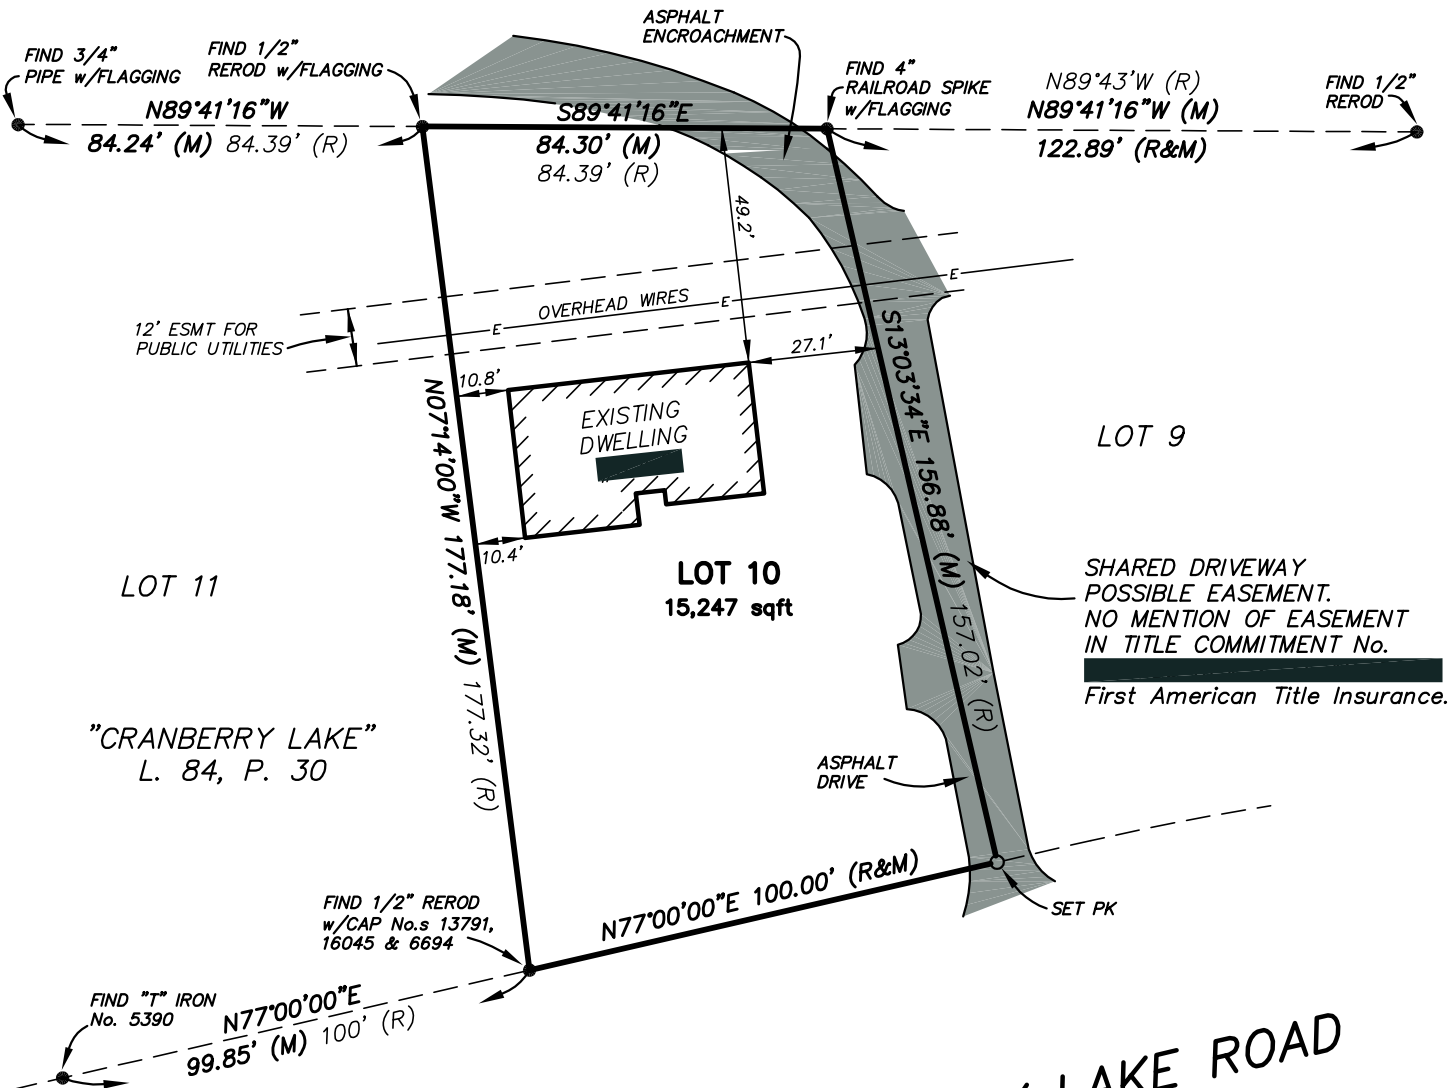 ASPHALT
ENCROACHMENT
FIND 3/4"
PIPE w/FLAGGING
FIND 1/2"
REROD w/FLAGGING
FIND 4"
RAILROAD SPIKE
w/FLAGGING
N89°43'W (R)
N89°41'16"W (M)
122.89' (R&M)
FIND 1/2"
REROD
N89°41'16"W
84.24' (M) 84.39' (R)
S89°41'16"E
84.30' (M)
84.39' (R)
49.2'
OVERHEAD WIRES
E
E
E
12' ESMT FOR
PUBLIC UTILITIES
27.1'
10.8'
EXISTING
DWELLING
10.4'
N07°14'00"W 177.18' (M) 177.32' (R)
S13°03'34"E 156.88' (M) 157.02' (R)
LOT 9
LOT 10
15,247 sqft
LOT 11
SHARED DRIVEWAY
POSSIBLE EASEMENT.
NO MENTION OF EASEMENT
IN TITLE COMMITMENT No.
First American Title Insurance.
"CRANBERRY LAKE"
L. 84, P. 30
ASPHALT
DRIVE
N77°00'00"E 100.00' (R&M)
SET PK
FIND 1/2" REROD
w/CAP No.s 13791,
16045 & 6694
FIND "T" IRON
No. 5390
N77°00'00"E
99.85' (M) 100' (R)
LAKE ROAD